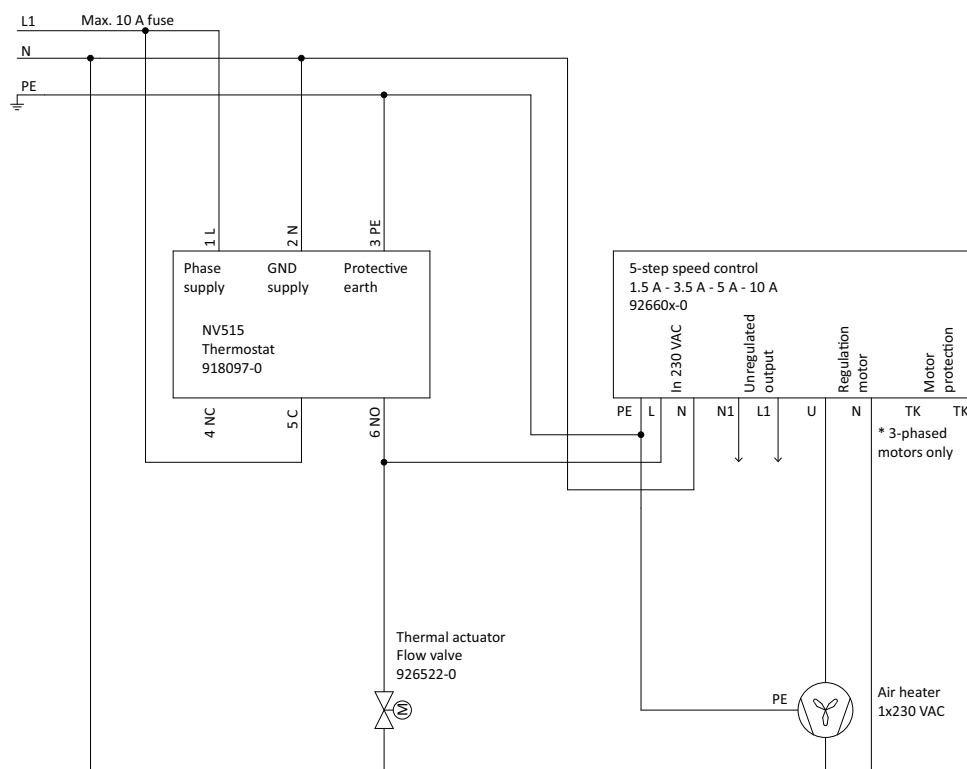 L1 Max. 10 A fuse
N
PE
1 L
2 N
3 PE
Phase
supply
GND
supply
Protective
earth
NV515
Thermostat
918097-0
4 NC
5 C
6 NO
5-step speed control
1.5 A - 3.5 A - 5 A - 10 A
92660x-0
In 230 VAC
Unregulated
output
Regulation
motor
Motor
protection
PE L N N1 L1 U N TK TK
* 3-phased
motors only
Thermal actuator
Flow valve
926522-0
M
PE
Air heater
1x230 VAC